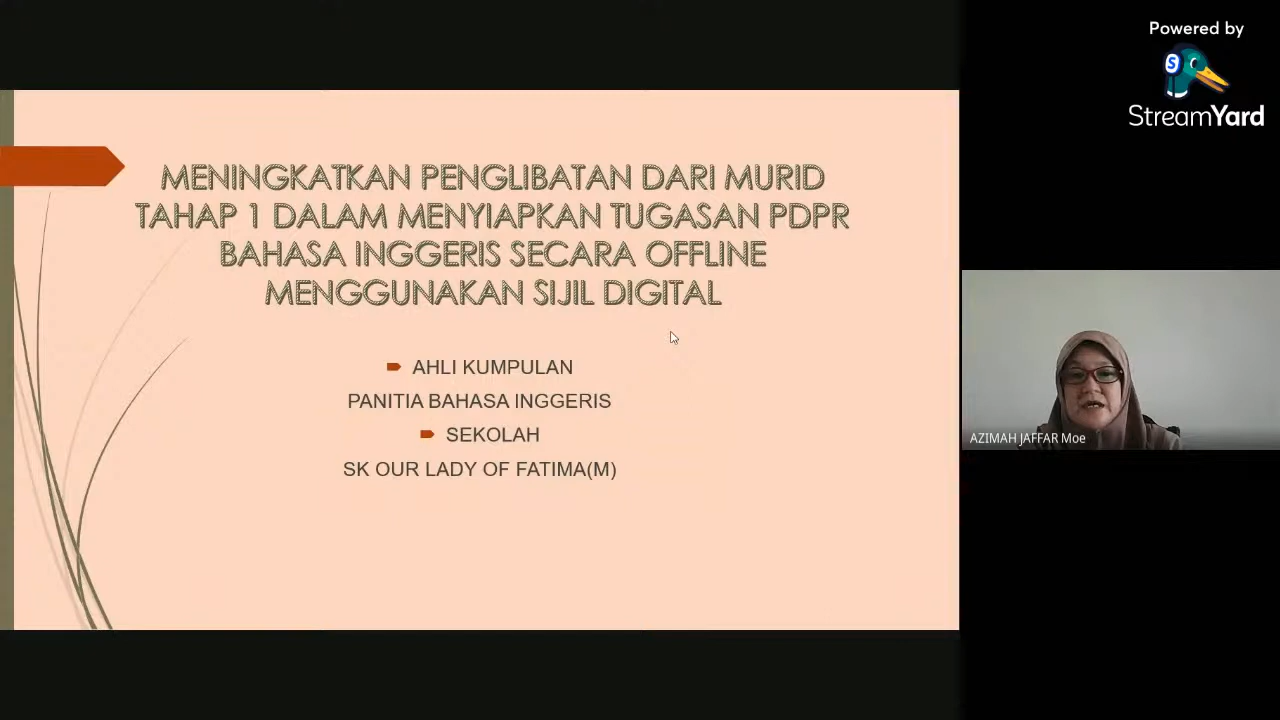 MENINGKATKAN PENGLIBATAN DARI MURID
TAHAP 1 DALAM MENYIAPKAN TUGASAN PDPR
BAHASA INGGERIS SECARA OFFLINE
MENGGUNAKAN SIJIL DIGITAL
AHLI KUMPULAN
PANITIA BAHASA INGGERIS
SEKOLAH
SK OUR LADY OF FATIMA(M)
Powered by
S
StreamYard
AZIMAH JAFFAR Moe